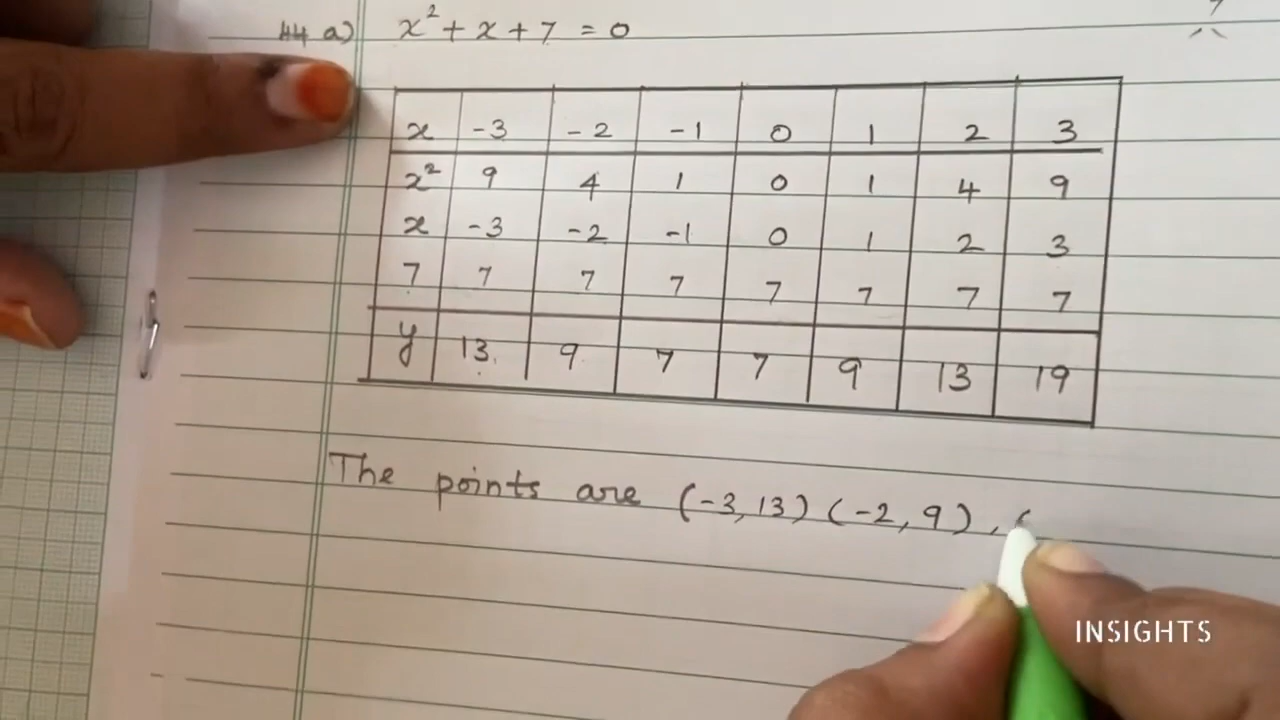 44 a) x² + x + 7 = 0
7
x -3 -2 -1 0 1 2 3
x² 9 4 1 0 1 4 9
x -3 -2 -1 0 1 2 3
7 7 7 7 7 7 7 7
y 13 9 7 7 9 13 19
The points are (-3, 13) (-2, 9), (
INSIGHTS